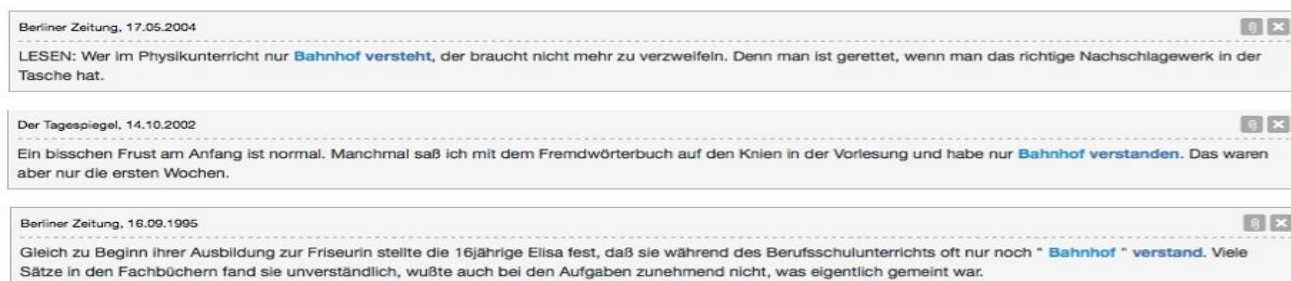 Berliner Zeitung, 17.05.2004
LESEN: Wer im Physikunterricht nur Bahnhof versteht, der braucht nicht mehr zu verzweifeln. Denn man ist gerettet, wenn man das richtige Nachschlagewerk in der
Tasche hat.
Der Tagespiegel, 14.10.2002
Ein bisschen Frust am Anfang ist normal. Manchmal saß ich mit dem Fremdwörterbuch auf den Knien in der Vorlesung und habe nur Bahnhof verstanden. Das waren
aber nur die ersten Wochen.
Berliner Zeitung, 16.09.1995
Gleich zu Beginn ihrer Ausbildung zur Friseurin stellte die 16jährige Elisa fest, daß sie während des Berufsschulunterrichts oft nur noch " Bahnhof " verstand. Viele
Sätze in den Fachbüchern fand sie unverständlich, wußte auch bei den Aufgaben zunehmend nicht, was eigentlich gemeint war.